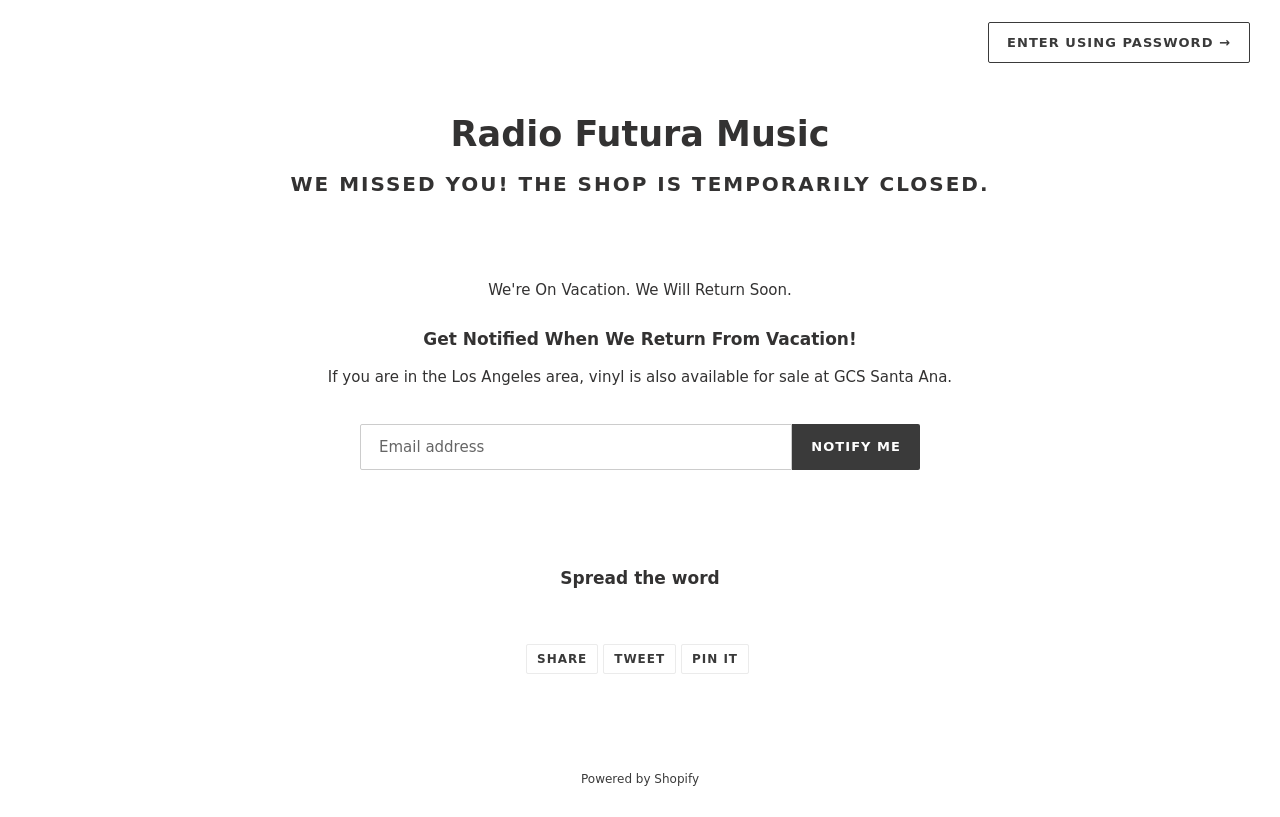 ENTER USING PASSWORD →
Radio Futura Music
WE MISSED YOU! THE SHOP IS TEMPORARILY CLOSED.
We're On Vacation. We Will Return Soon.
Get Notified When We Return From Vacation!
If you are in the Los Angeles area, vinyl is also available for sale at GCS Santa Ana.
Email address
NOTIFY ME
Spread the word
SHARE TWEET PIN IT
Powered by Shopify